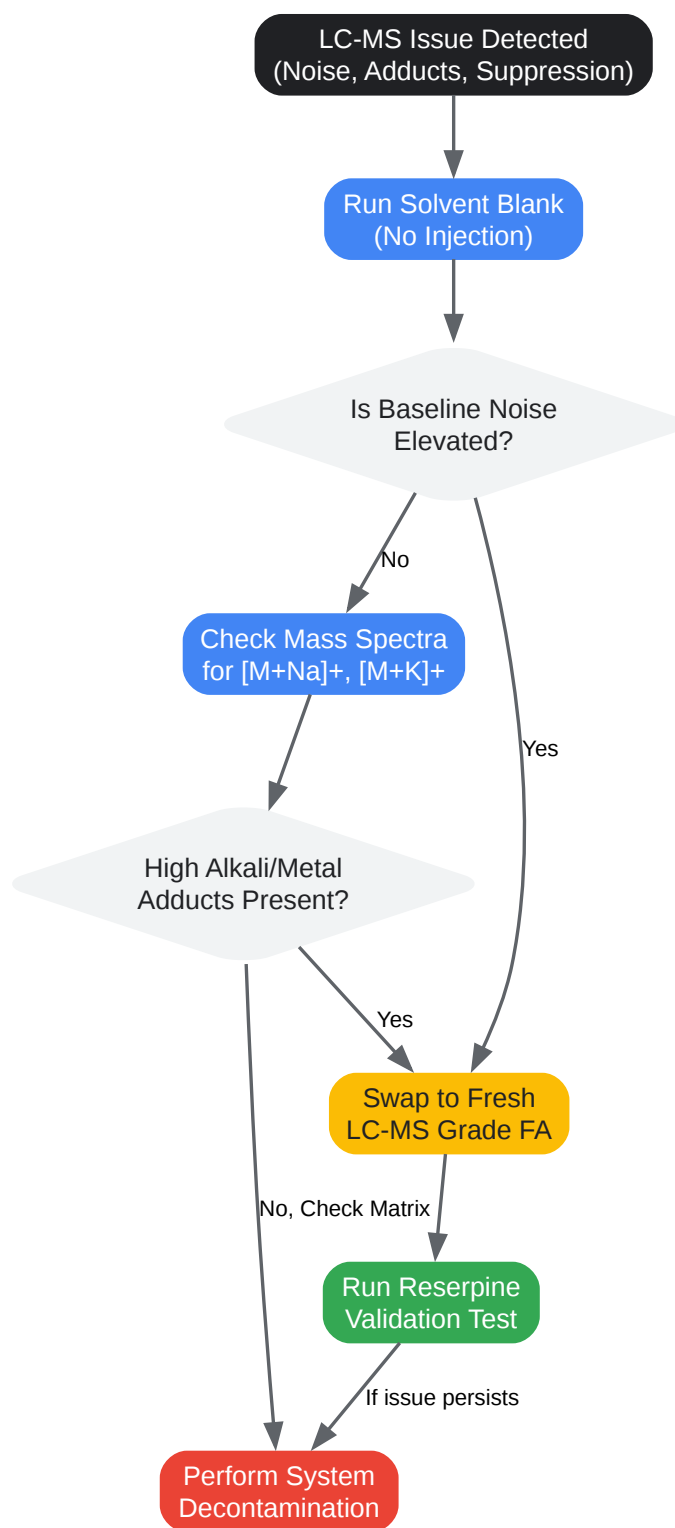 LC-MS Issue Detected
(Noise, Adducts, Suppression)
Run Solvent Blank
(No Injection)
Is Baseline Noise
Elevated?
No
Check Mass Spectra
for [M+Na]+, [M+K]+
Yes
High Alkali/Metal
Adducts Present?
Yes
Swap to Fresh
LC-MS Grade FA
No, Check Matrix
Run Reserpine
Validation Test
If issue persists
Perform System
Decontamination